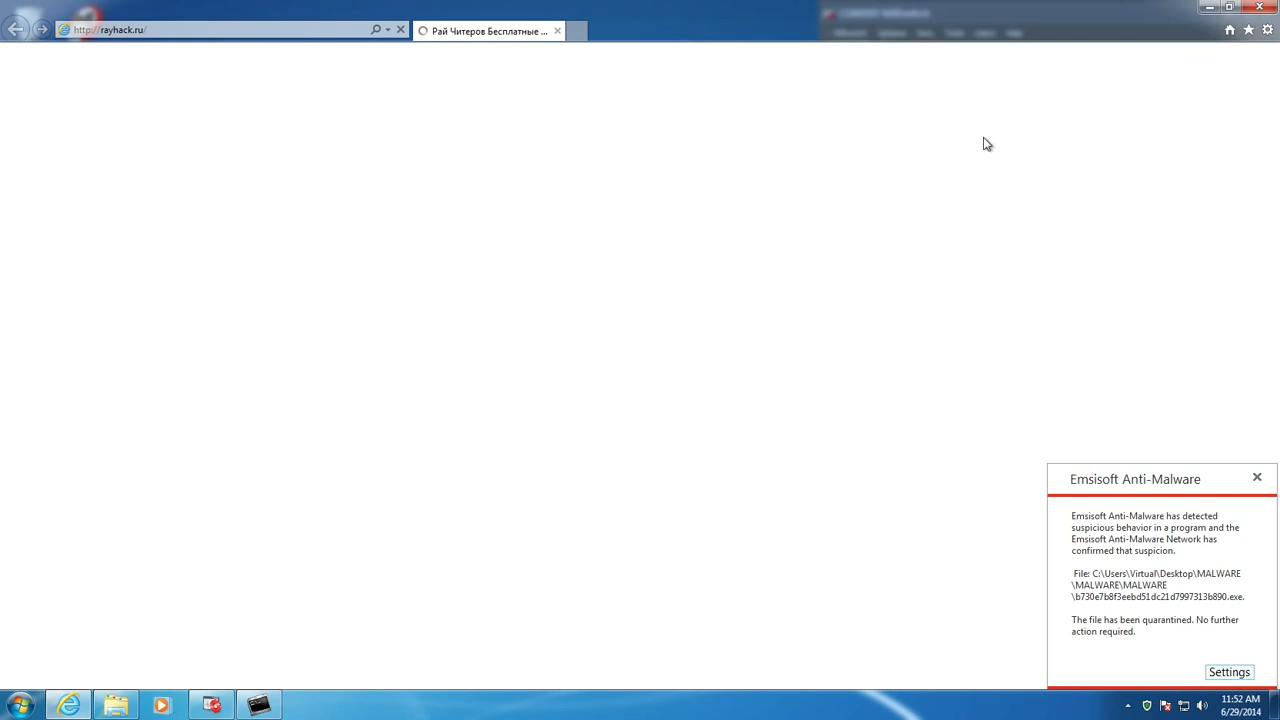 http://rayhack.ru/
Рай Читеров Бесплатные ...
Emsisoft Anti-Malware
Emsisoft Anti-Malware has detected
suspicious behavior in a program and the
Emsisoft Anti-Malware Network has
confirmed that suspicion.
File: C:\Users\Virtual\Desktop\MALWARE
\MALWARE\MALWARE
\b730e7b8f3eebd51dc21d7997313b890.exe.
The file has been quarantined. No further
action required.
Settings
11:52 AM
6/29/2014